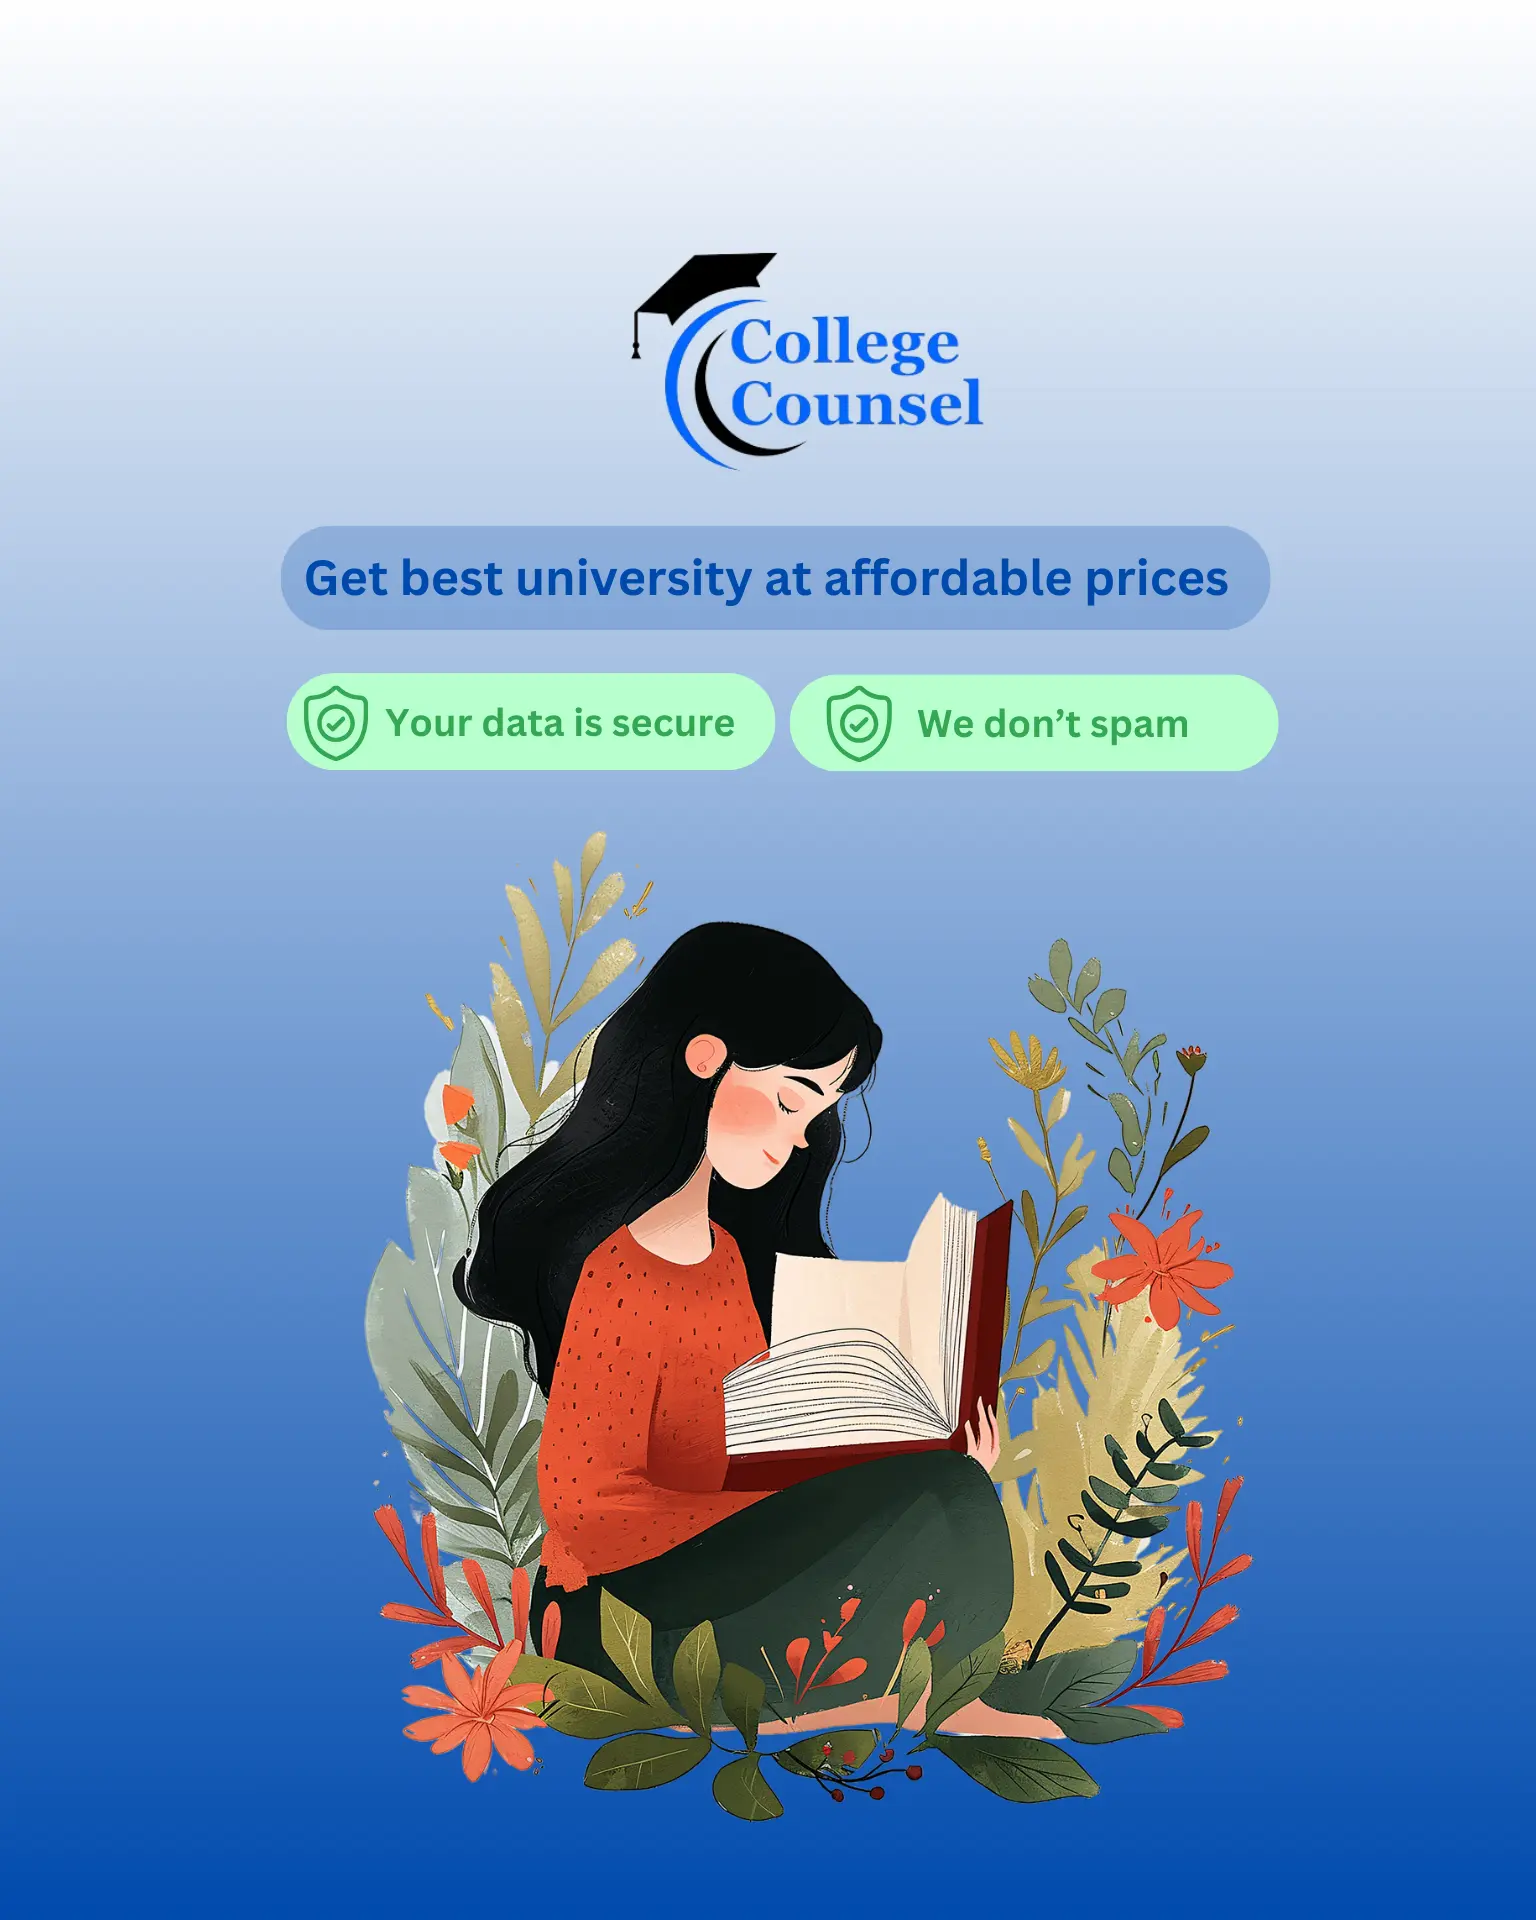 College
Counsel
Get best university at affordable prices
Your data is secure
We don’t spam